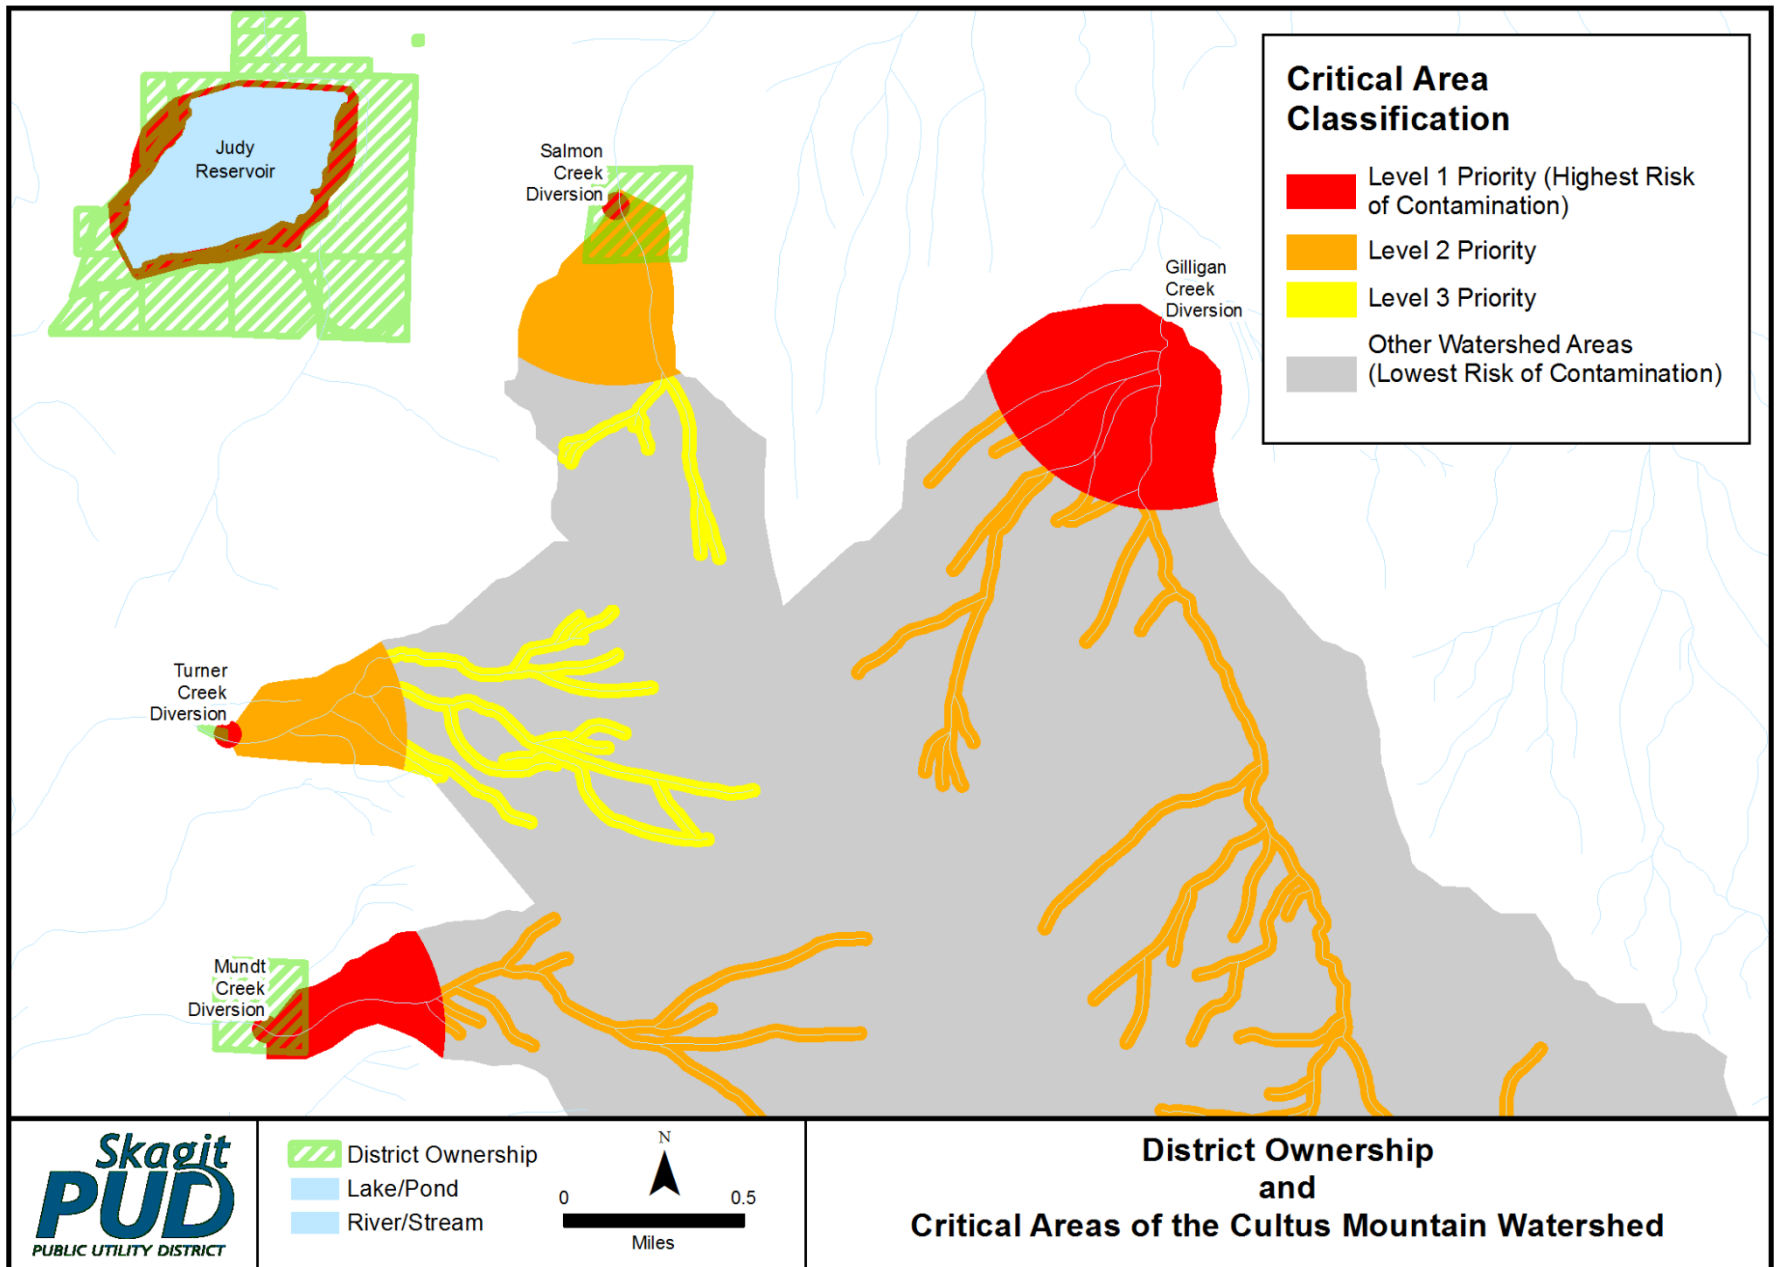 Judy
Reservoir
Salmon
Creek
Diversion
Gilligan
Creek
Diversion
Turner
Creek
Diversion
Mundt
Creek
Diversion
Critical Area
Classification
Level 1 Priority (Highest Risk
of Contamination)
Level 2 Priority
Level 3 Priority
Other Watershed Areas
(Lowest Risk of Contamination)
Skagit
PUD
PUBLIC UTILITY DISTRICT
District Ownership
Lake/Pond
River/Stream
N
0 0.5
Miles
District Ownership
and
Critical Areas of the Cultus Mountain Watershed